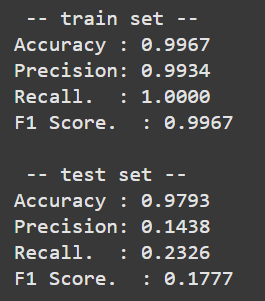 -- train set --
Accuracy : 0.9967
Precision: 0.9934
Recall.  : 1.0000
F1 Score.  : 0.9967
-- test set --
Accuracy : 0.9793
Precision: 0.1438
Recall.  : 0.2326
F1 Score.  : 0.1777